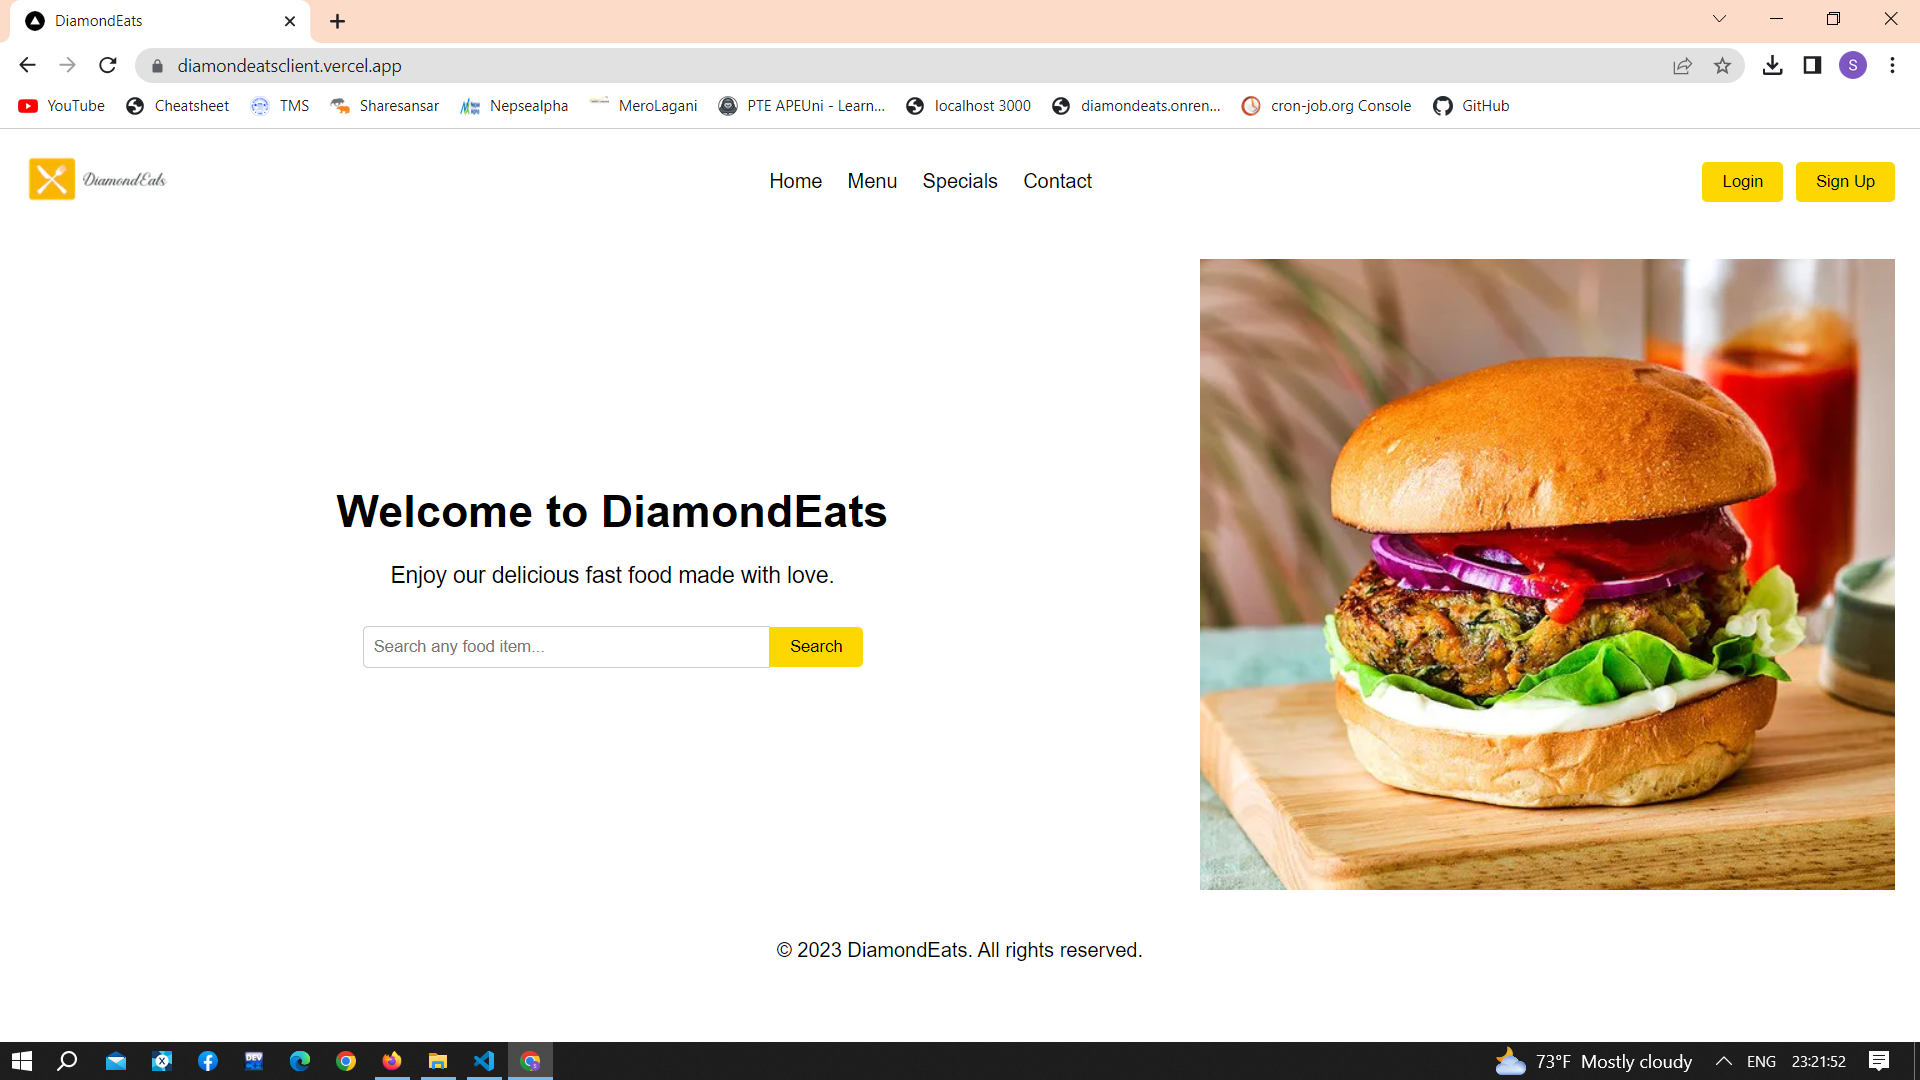 DiamondEats
diamondeatsclient.vercel.app
S
YouTube Cheatsheet TMS Sharesansar Nepsealpha MeroLagani PTE APEUni - Learn... localhost 3000 diamondeats.onren... cron-job.org Console GitHub
DiamondEats Home Menu Specials Contact Login Sign Up
Welcome to DiamondEats
Enjoy our delicious fast food made with love.
Search any food item... Search
© 2023 DiamondEats. All rights reserved.
DEV 73°F Mostly cloudy ENG 23:21:52